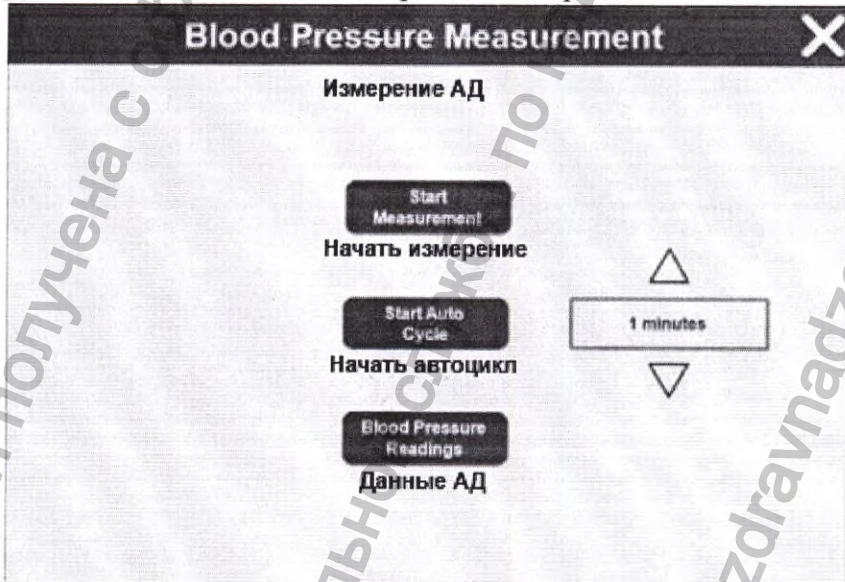 Blood Pressure Measurement
Измерение АД
Start
Measurement
Начать измерение
Start Auto
Cycle
1 minutes
Начать автоцикл
Blood Pressure
Readings
Данные АД
Получена с